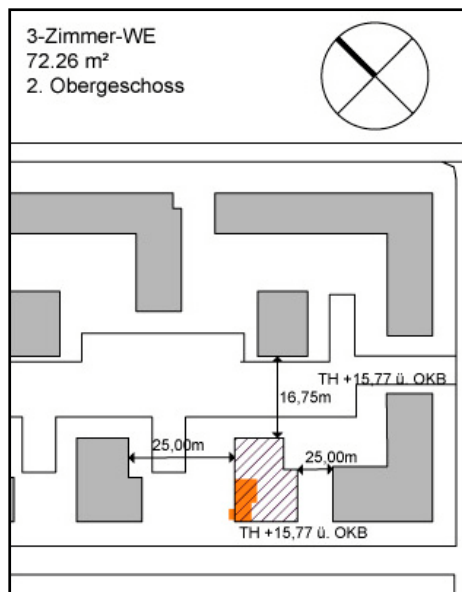 3-Zimmer-WE
72.26 m²
2. Obergeschoss
TH +15,77 ü. OKB
16,75m
25,00m
25,00m
TH +15,77 ü. OKB